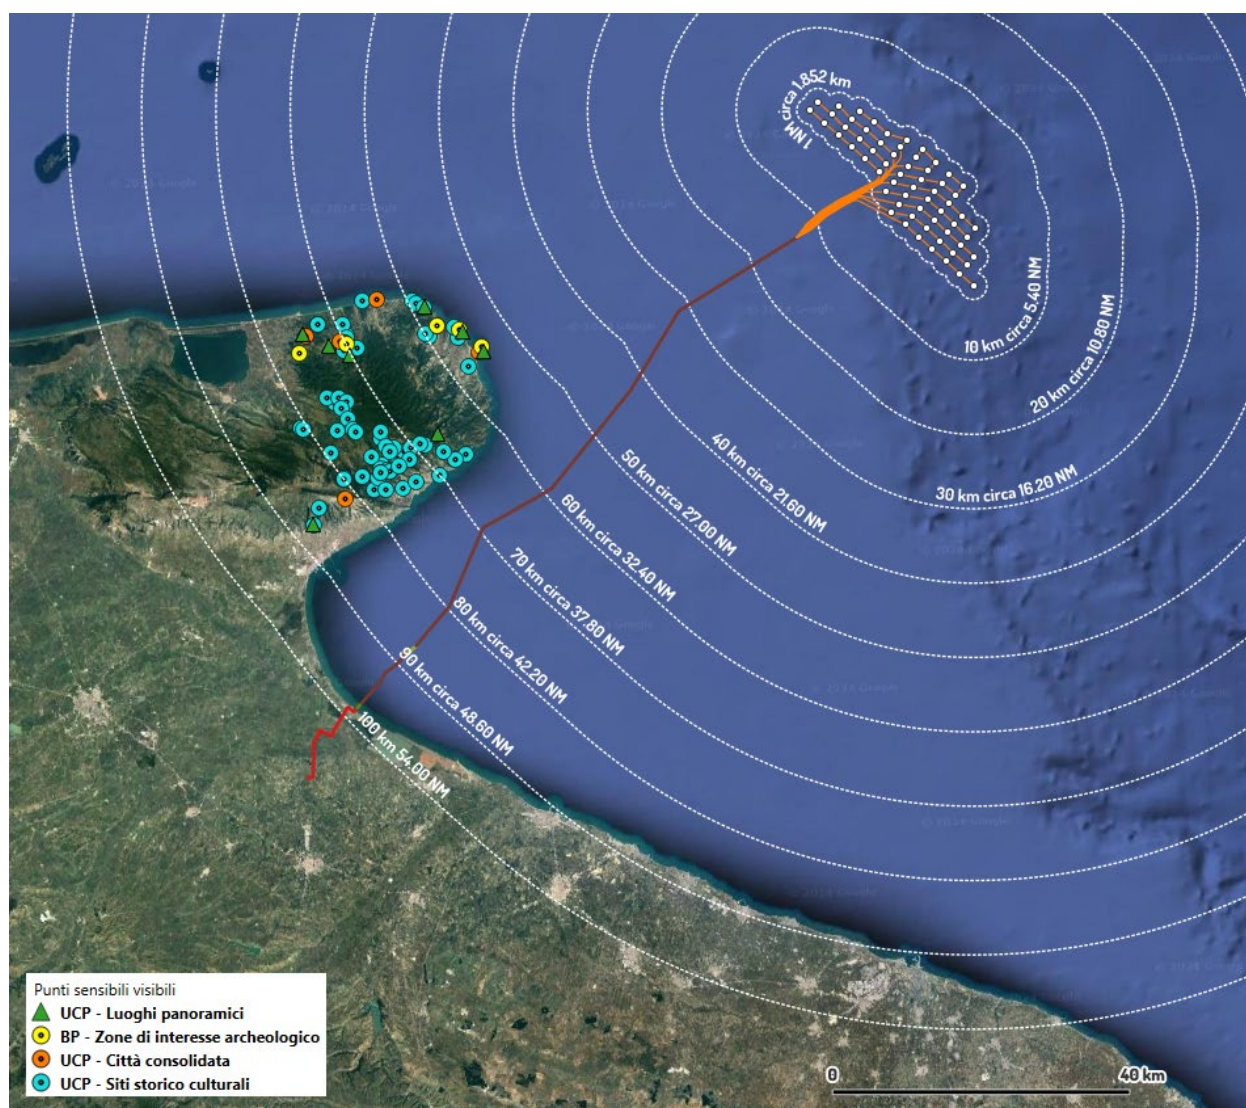 1 NM circa 1.852 km
10 km circa 5.40 NM
20 km circa 10.80 NM
30 km circa 16.20 NM
40 km circa 21.60 NM
50 km circa 27.00 NM
60 km circa 32.40 NM
70 km circa 37.80 NM
80 km circa 42.20 NM
90 km circa 48.60 NM
100 km 54.00 NM
Punti sensibili visibili
UCP - Luoghi panoramici
BP - Zone di interesse archeologico
UCP - Città consolidata
UCP - Siti storico culturali
0 40 km